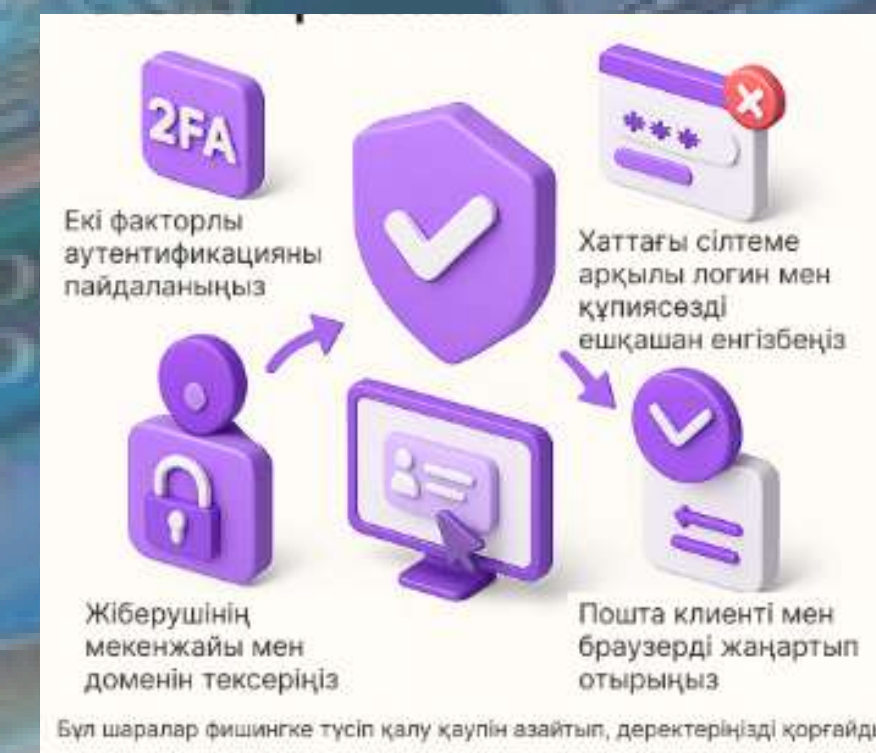 2FA
Екі факторлы
аутентификацияны
пайдаланыңыз
***
Хаттағы сілтеме
арқылы логин мен
құпиясөзді
ешқашан енгізбеңіз
Жіберушінің
мекенжайы мен
доменін тексеріңіз
Пошта клиенті мен
браузерді жаңартып
отырыңыз
Бұл шаралар фишингке түсіп қалу қаупін азайтып, деректеріңізді қорғайды